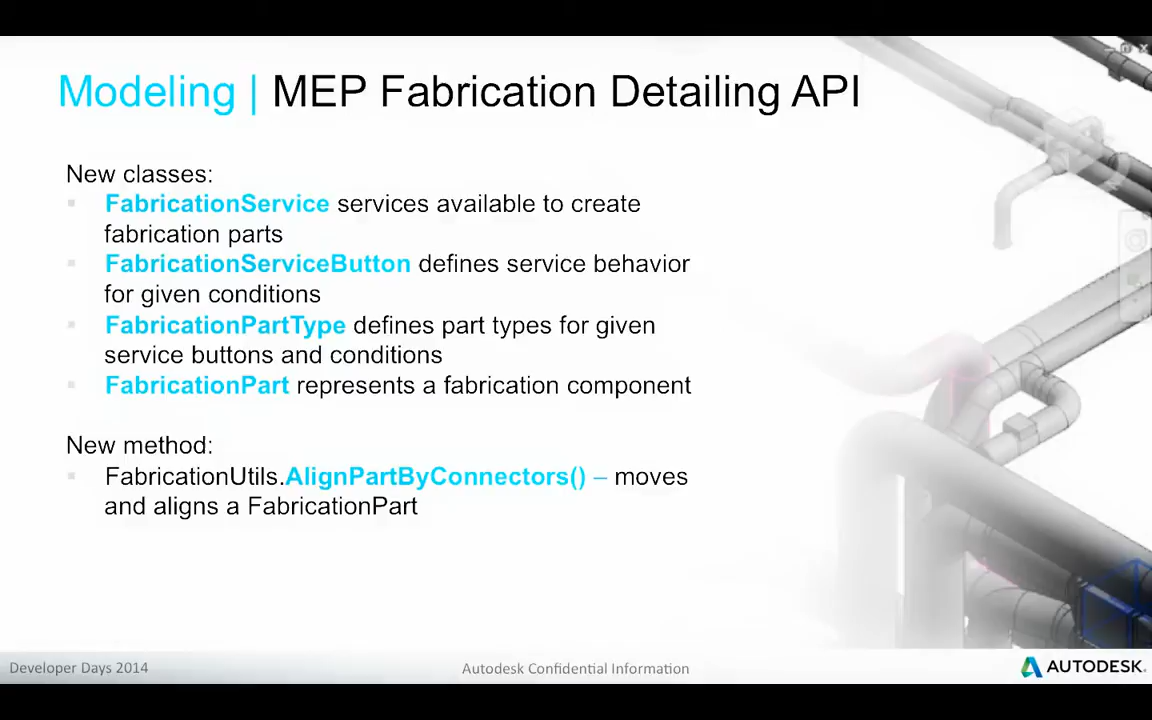 Modeling | MEP Fabrication Detailing API
New classes:
FabricationService services available to create
fabrication parts
FabricationServiceButton defines service behavior
for given conditions
FabricationPartType defines part types for given
service buttons and conditions
FabricationPart represents a fabrication component
New method:
FabricationUtils.AlignPartByConnectors() – moves
and aligns a FabricationPart
Developer Days 2014
Autodesk Confidential Information
AUTODESK.